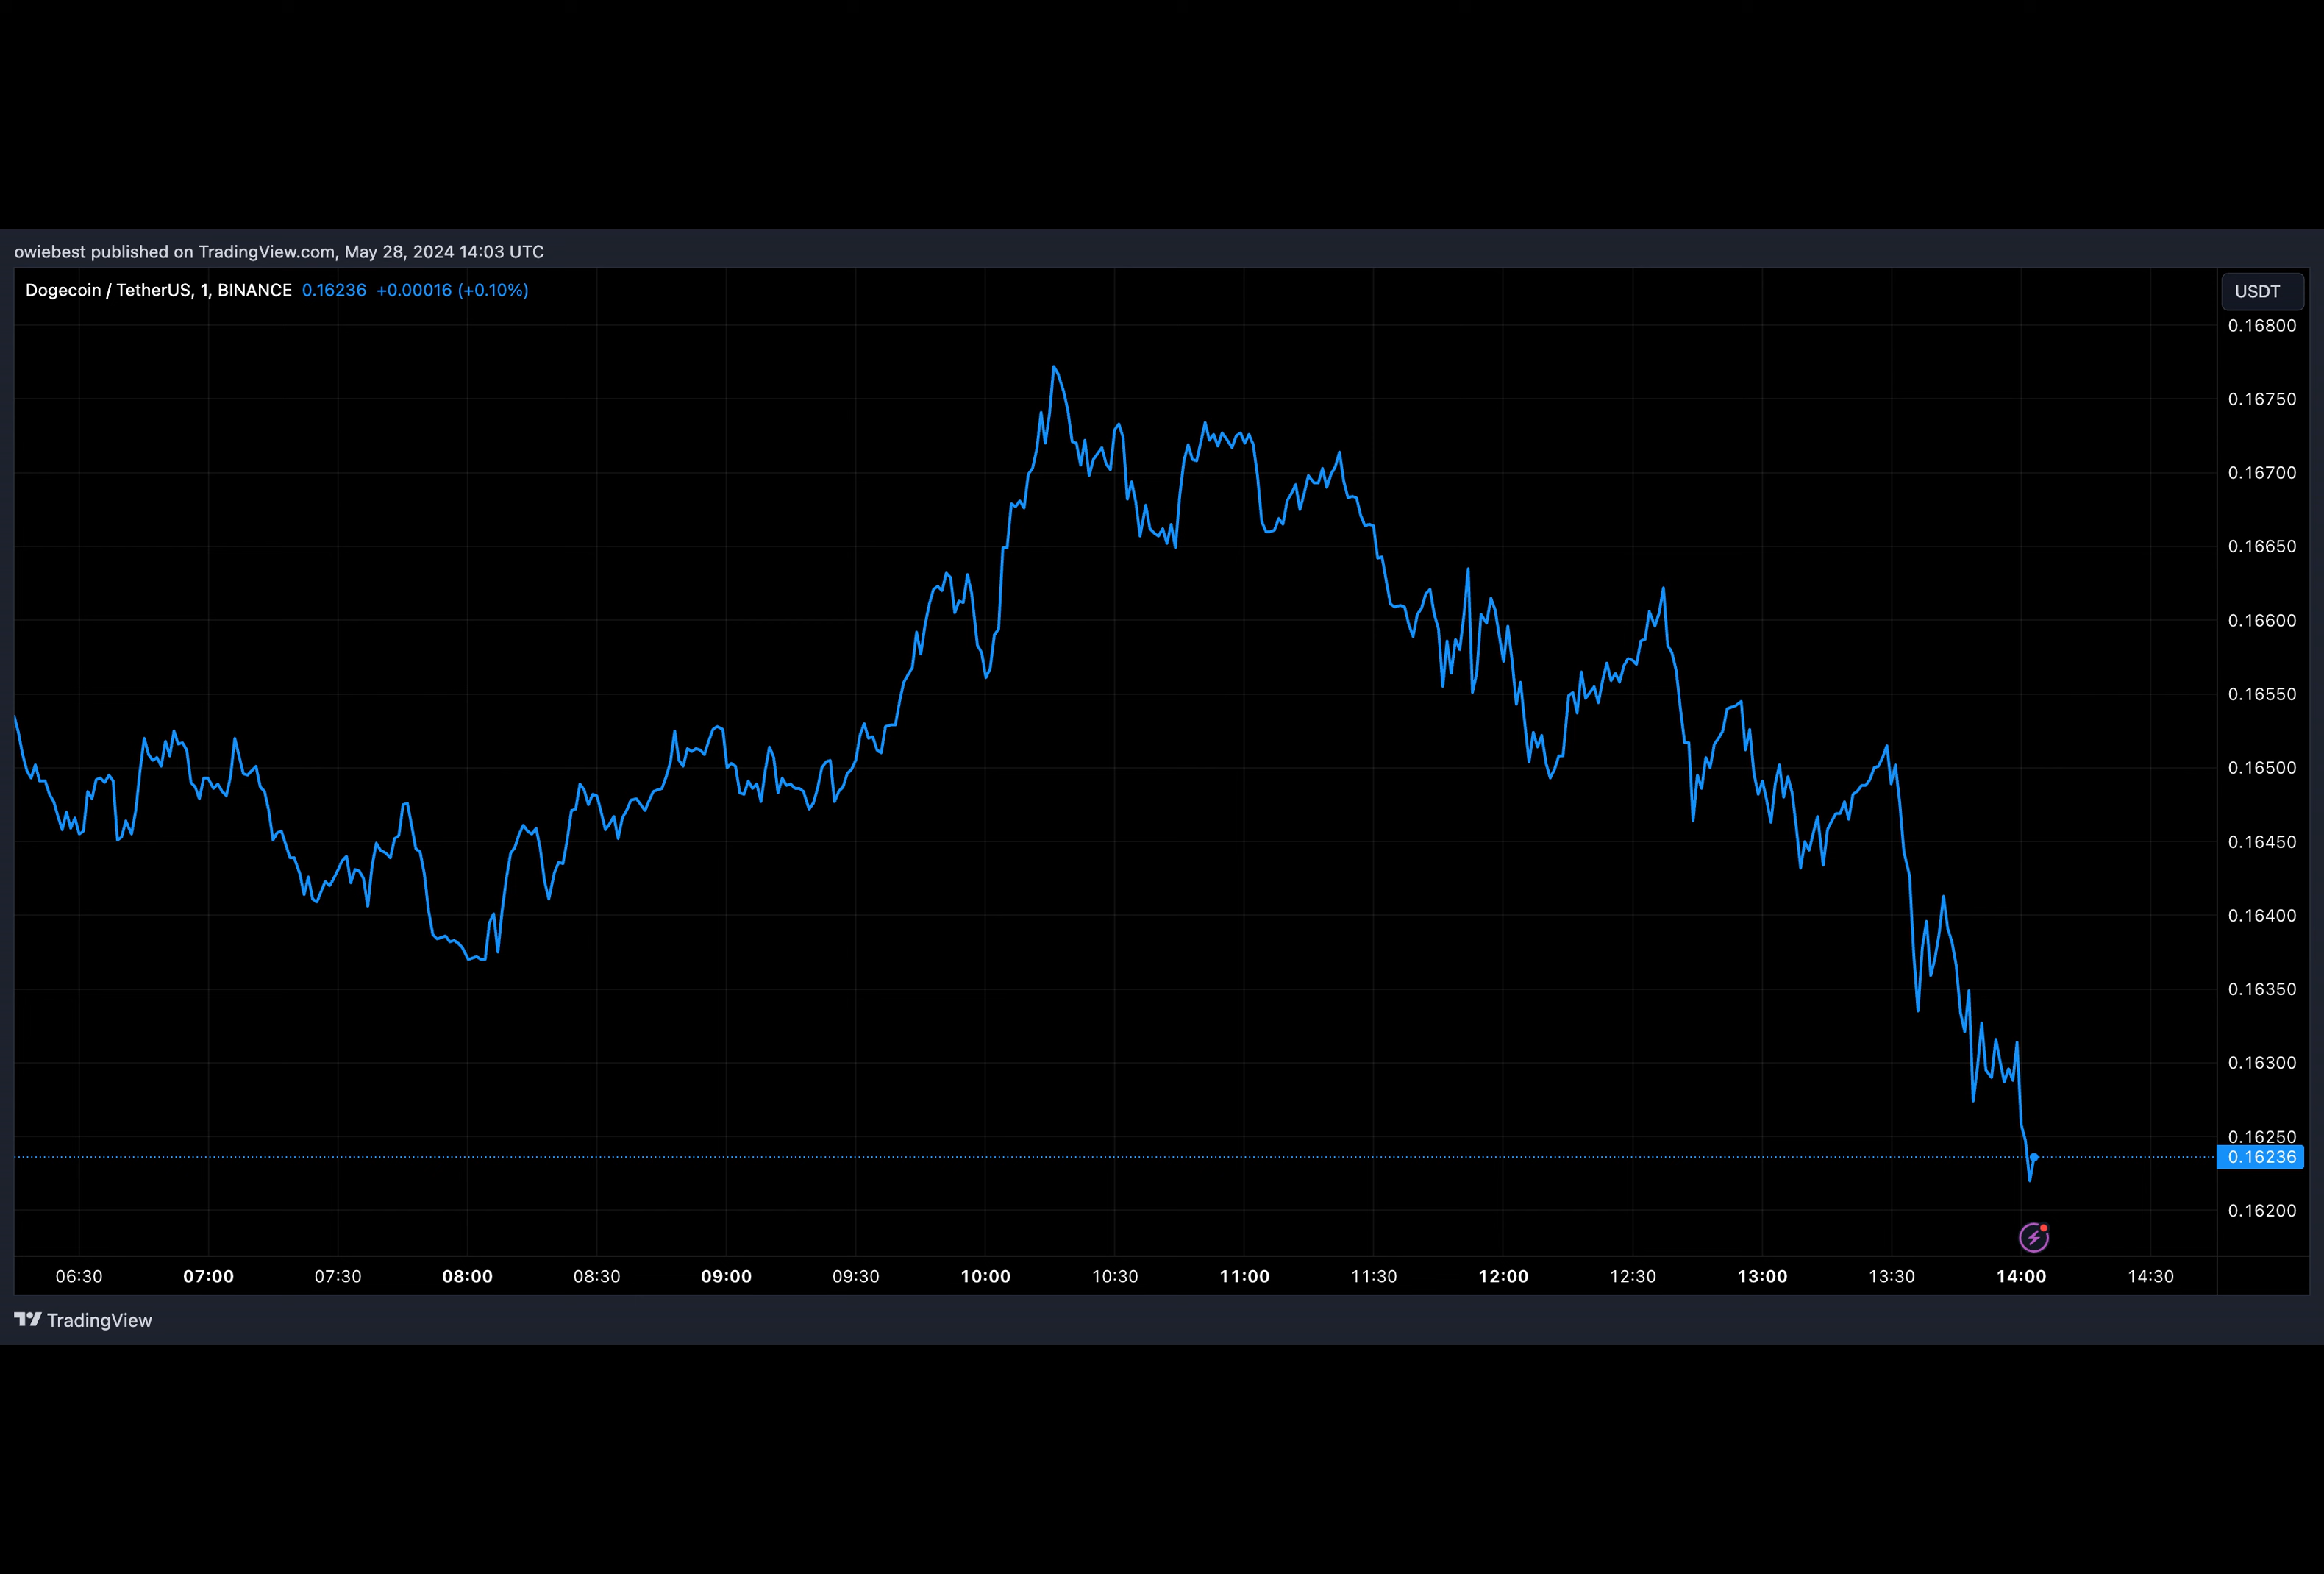 owiebest published on TradingView.com, May 28, 2024 14:03 UTC
Dogecoin / TetherUS, 1, BINANCE 0.16236 +0.00016 (+0.10%)
USDT
0.16800
0.16750
0.16700
0.16650
0.16600
0.16550
0.16500
0.16450
0.16400
0.16350
0.16300
0.16250
0.16236
0.16200
06:30 07:00 07:30 08:00 08:30 09:00 09:30 10:00 10:30 11:00 11:30 12:00 12:30 13:00 13:30 14:00 14:30
TradingView